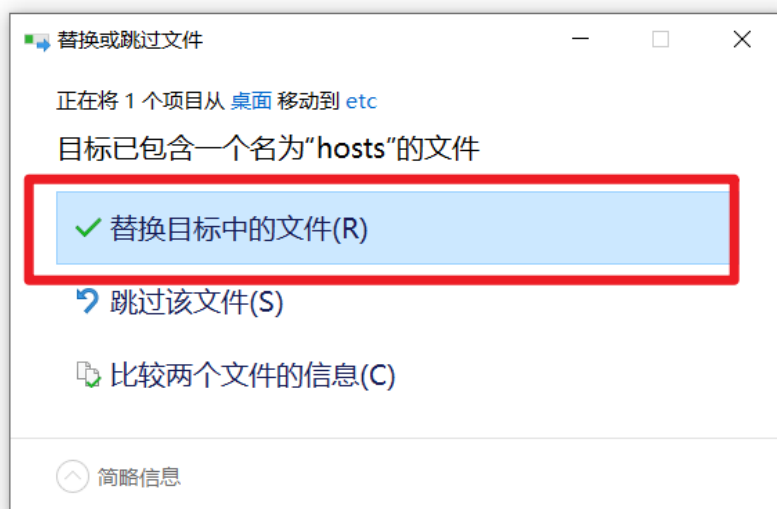 替换或跳过文件
正在将 1 个项目从 桌面 移动到 etc
目标已包含一个名为“hosts”的文件
替换目标中的文件(R)
跳过该文件(S)
比较两个文件的信息(C)
简略信息